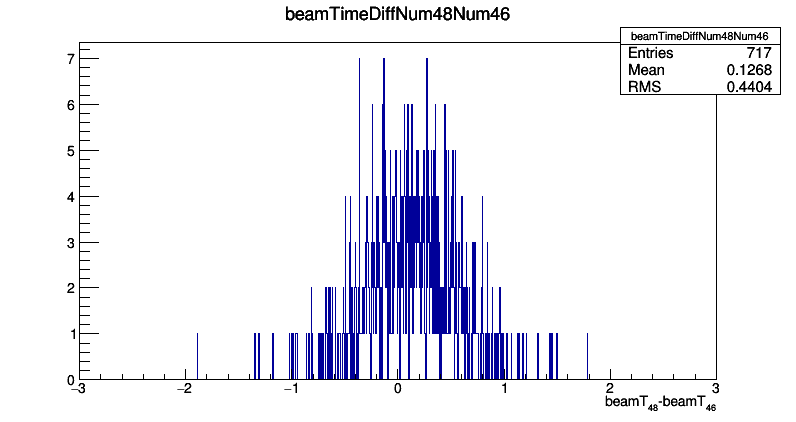 beamTimeDiffNum48Num46
beamTimeDiffNum48Num46
Entries 717
Mean 0.1268
RMS 0.4404
7
6
5
4
3
2
1
0
−3 −2 −1 0 1 2 3
beamT48-beamT46